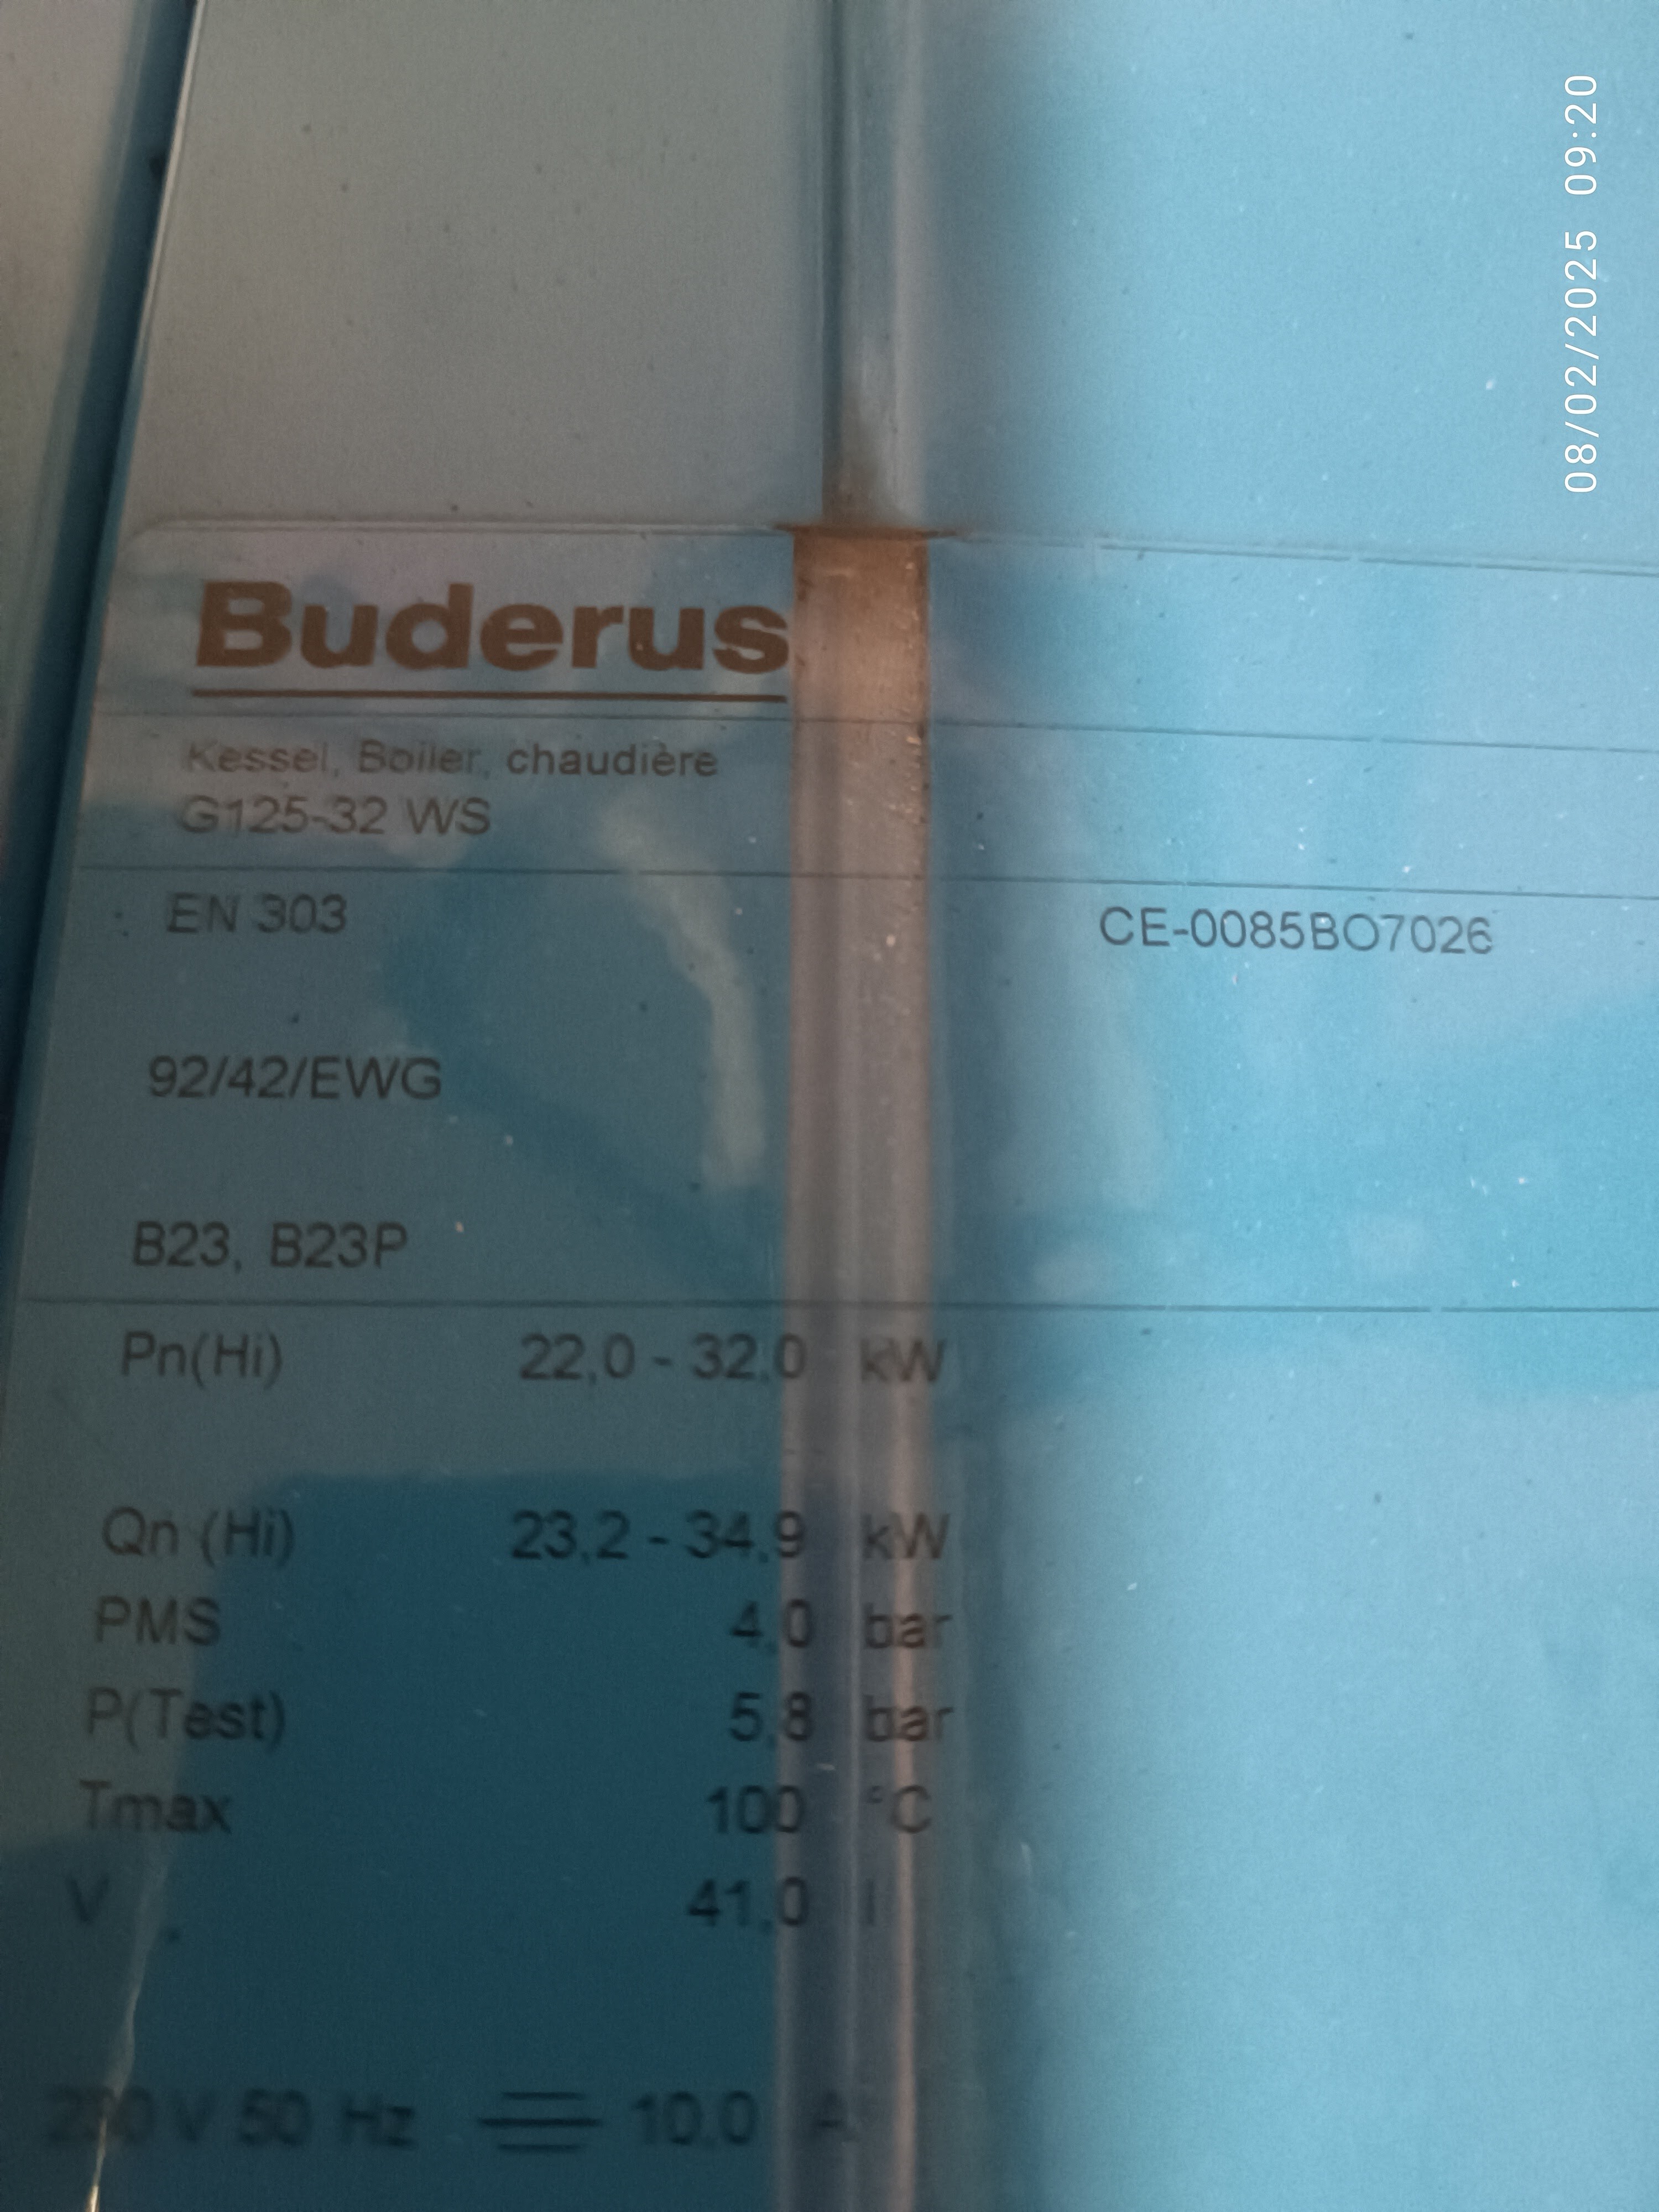 08/02/2025 09:20
Buderus
Kessel, Boiler, chaudière
G125-32 WS
EN 303 CE-0085BO7026
92/42/EWG
B23, B23P
Pn(Hi) 22,0 - 32,0 kW
Qn (Hi) 23,2 - 34,9 kW
PMS 4,0 bar
P(Test) 5,8 bar
Tmax 100 °C
V 41,0 l
230 V 50 Hz 10.0 A